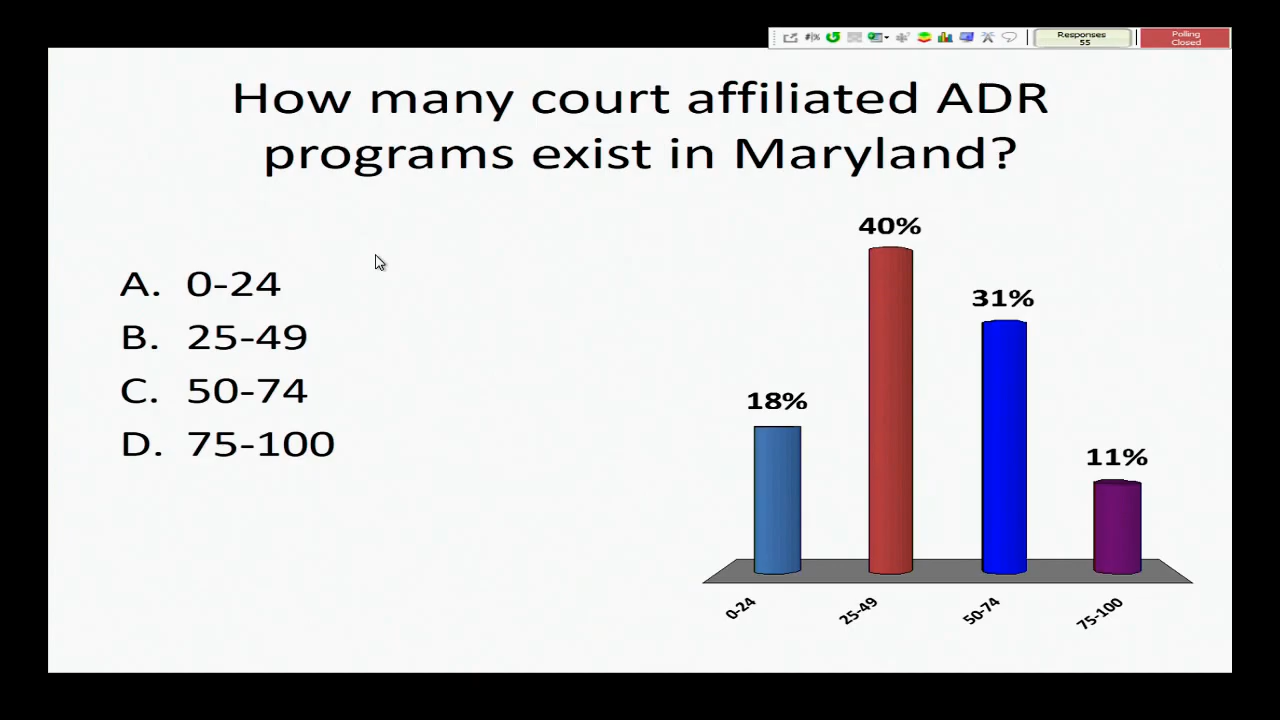 #|%
Responses
55
Polling
Closed
How many court affiliated ADR
programs exist in Maryland?
A. 0-24
B. 25-49
C. 50-74
D. 75-100
18%
40%
31%
11%
0-24
25-49
50-74
75-100